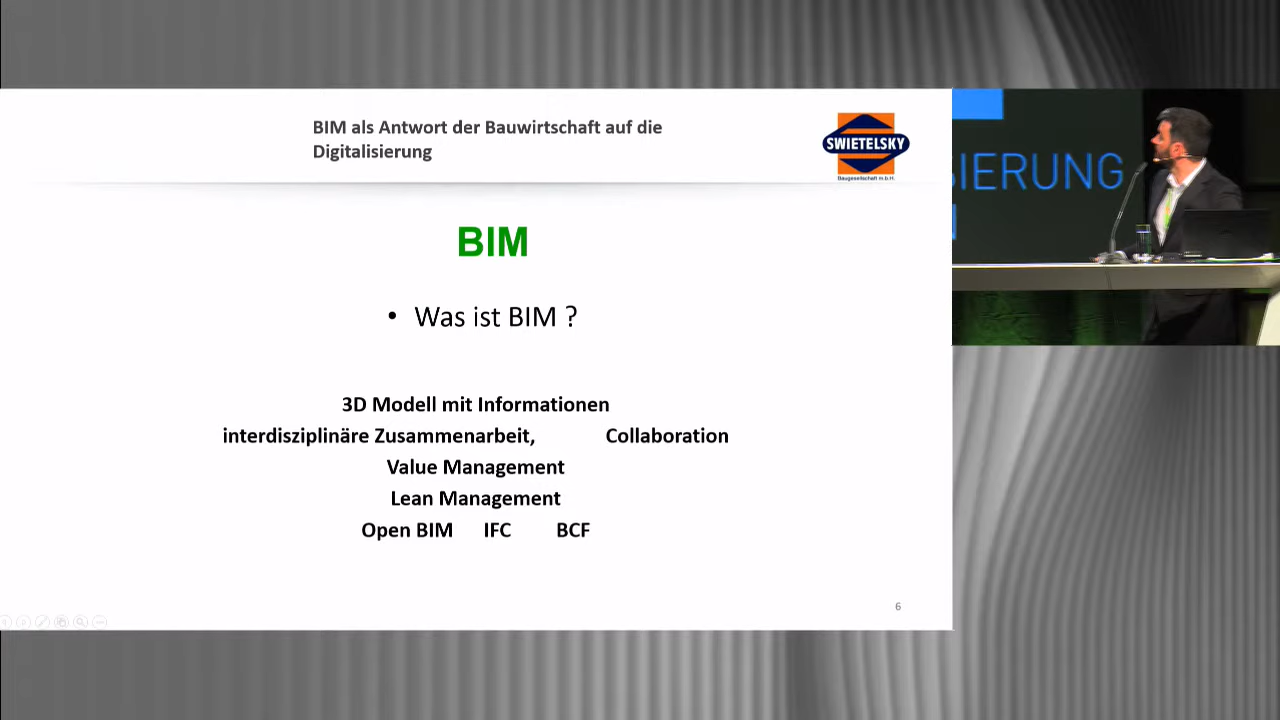 BIM als Antwort der Bauwirtschaft auf die
Digitalisierung
SWIETELSKY
Baugesellschaft m.b.H.
BIM
• Was ist BIM ?
3D Modell mit Informationen
interdisziplinäre Zusammenarbeit, Collaboration
Value Management
Lean Management
Open BIM IFC BCF
6
SIERUNG